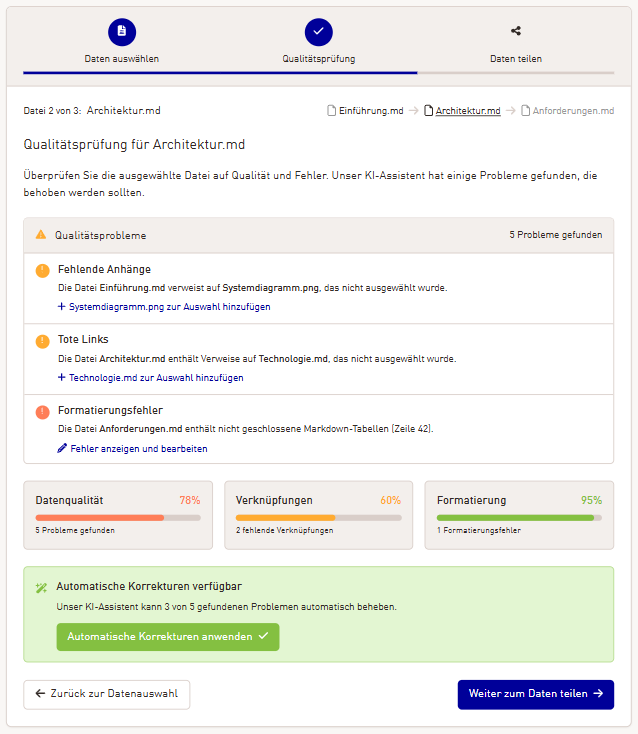 Daten auswählen
Qualitätsprüfung
Daten teilen
Datei 2 von 3: Architektur.md
Einführung.md → Architektur.md → Anforderungen.md
Qualitätsprüfung für Architektur.md
Überprüfen Sie die ausgewählte Datei auf Qualität und Fehler. Unser KI-Assistent hat einige Probleme gefunden, die
behoben werden sollten.
Qualitätsprobleme
5 Probleme gefunden
Fehlende Anhänge
Die Datei Einführung.md verweist auf Systemdiagramm.png, das nicht ausgewählt wurde.
+ Systemdiagramm.png zur Auswahl hinzufügen
Tote Links
Die Datei Architektur.md enthält Verweise auf Technologie.md, das nicht ausgewählt wurde.
+ Technologie.md zur Auswahl hinzufügen
Formatierungsfehler
Die Datei Anforderungen.md enthält nicht geschlossene Markdown-Tabellen (Zeile 42).
Fehler anzeigen und bearbeiten
Datenqualität 78%
5 Probleme gefunden
Verknüpfungen 60%
2 fehlende Verknüpfungen
Formatierung 95%
1 Formatierungsfehler
Automatische Korrekturen verfügbar
Unser KI-Assistent kann 3 von 5 gefundenen Problemen automatisch beheben.
Automatische Korrekturen anwenden ✓
← Zurück zur Datenauswahl
Weiter zum Daten teilen →